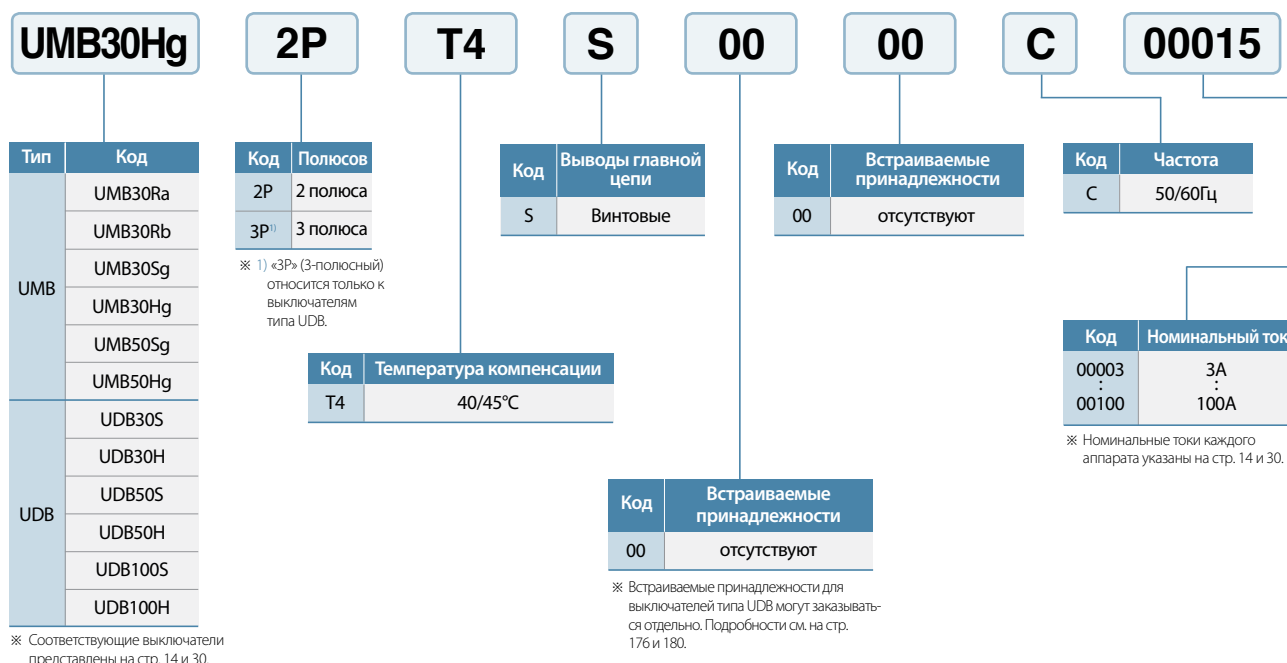 UMB30Hg 2P T4 S 00 00 C 00015
Тип Код
UMB
UMB30Ra
UMB30Rb
UMB30Sg
UMB30Hg
UMB50Sg
UMB50Hg
UDB
UDB30S
UDB30H
UDB50S
UDB50H
UDB100S
UDB100H
※ Соответствующие выключатели
представлены на стр. 14 и 30.
Код Полюсов
2P 2 полюса
3P¹⁾ 3 полюса
※ 1) «3P» (3-полюсный)
относится только к
выключателям
типа UDB.
Код Температура компенсации
T4 40/45°C
Код Выводы главной
цепи
S Винтовые
Код Встраиваемые
принадлежности
00 отсутствуют
※ Встраиваемые принадлежности для
выключателей типа UDB могут заказывать-
ся отдельно. Подробности см. на стр.
176 и 180.
Код Встраиваемые
принадлежности
00 отсутствуют
Код Частота
C 50/60Гц
Код Номинальный ток
00003 3A
: :
00100 100A
※ Номинальные токи каждого
аппарата указаны на стр. 14 и 30.